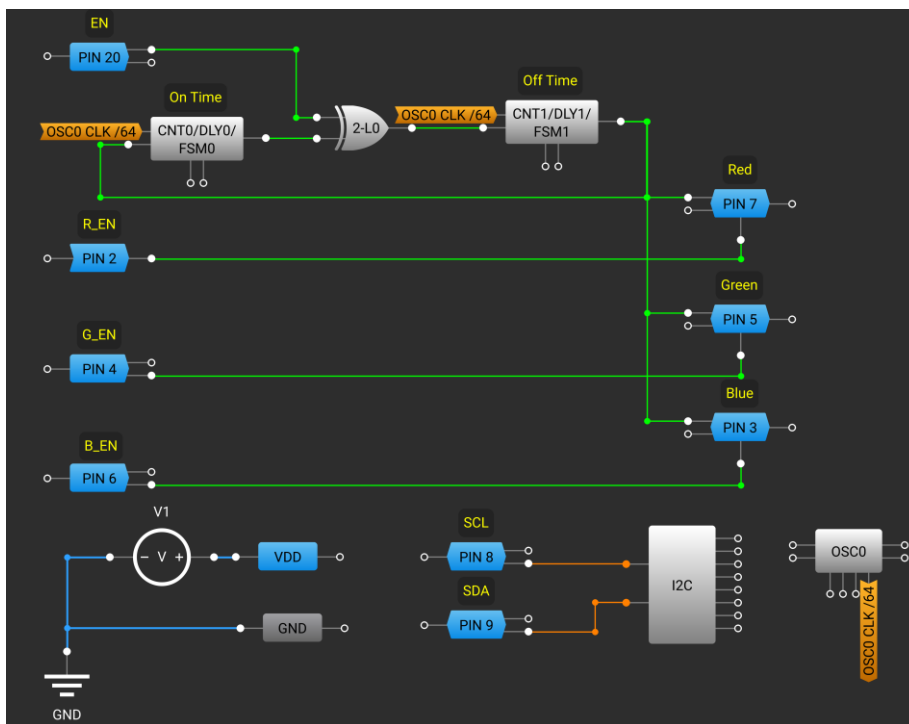 EN
PIN 20
On Time
Off Time
OSC0 CLK /64
CNT0/DLY0/
FSM0
2-L0
OSC0 CLK /64
CNT1/DLY1/
FSM1
Red
PIN 7
R_EN
PIN 2
Green
PIN 5
G_EN
PIN 4
Blue
PIN 3
B_EN
PIN 6
V1
− V +
VDD
GND
GND
SCL
PIN 8
SDA
PIN 9
I2C
OSC0
OSC0 CLK /64